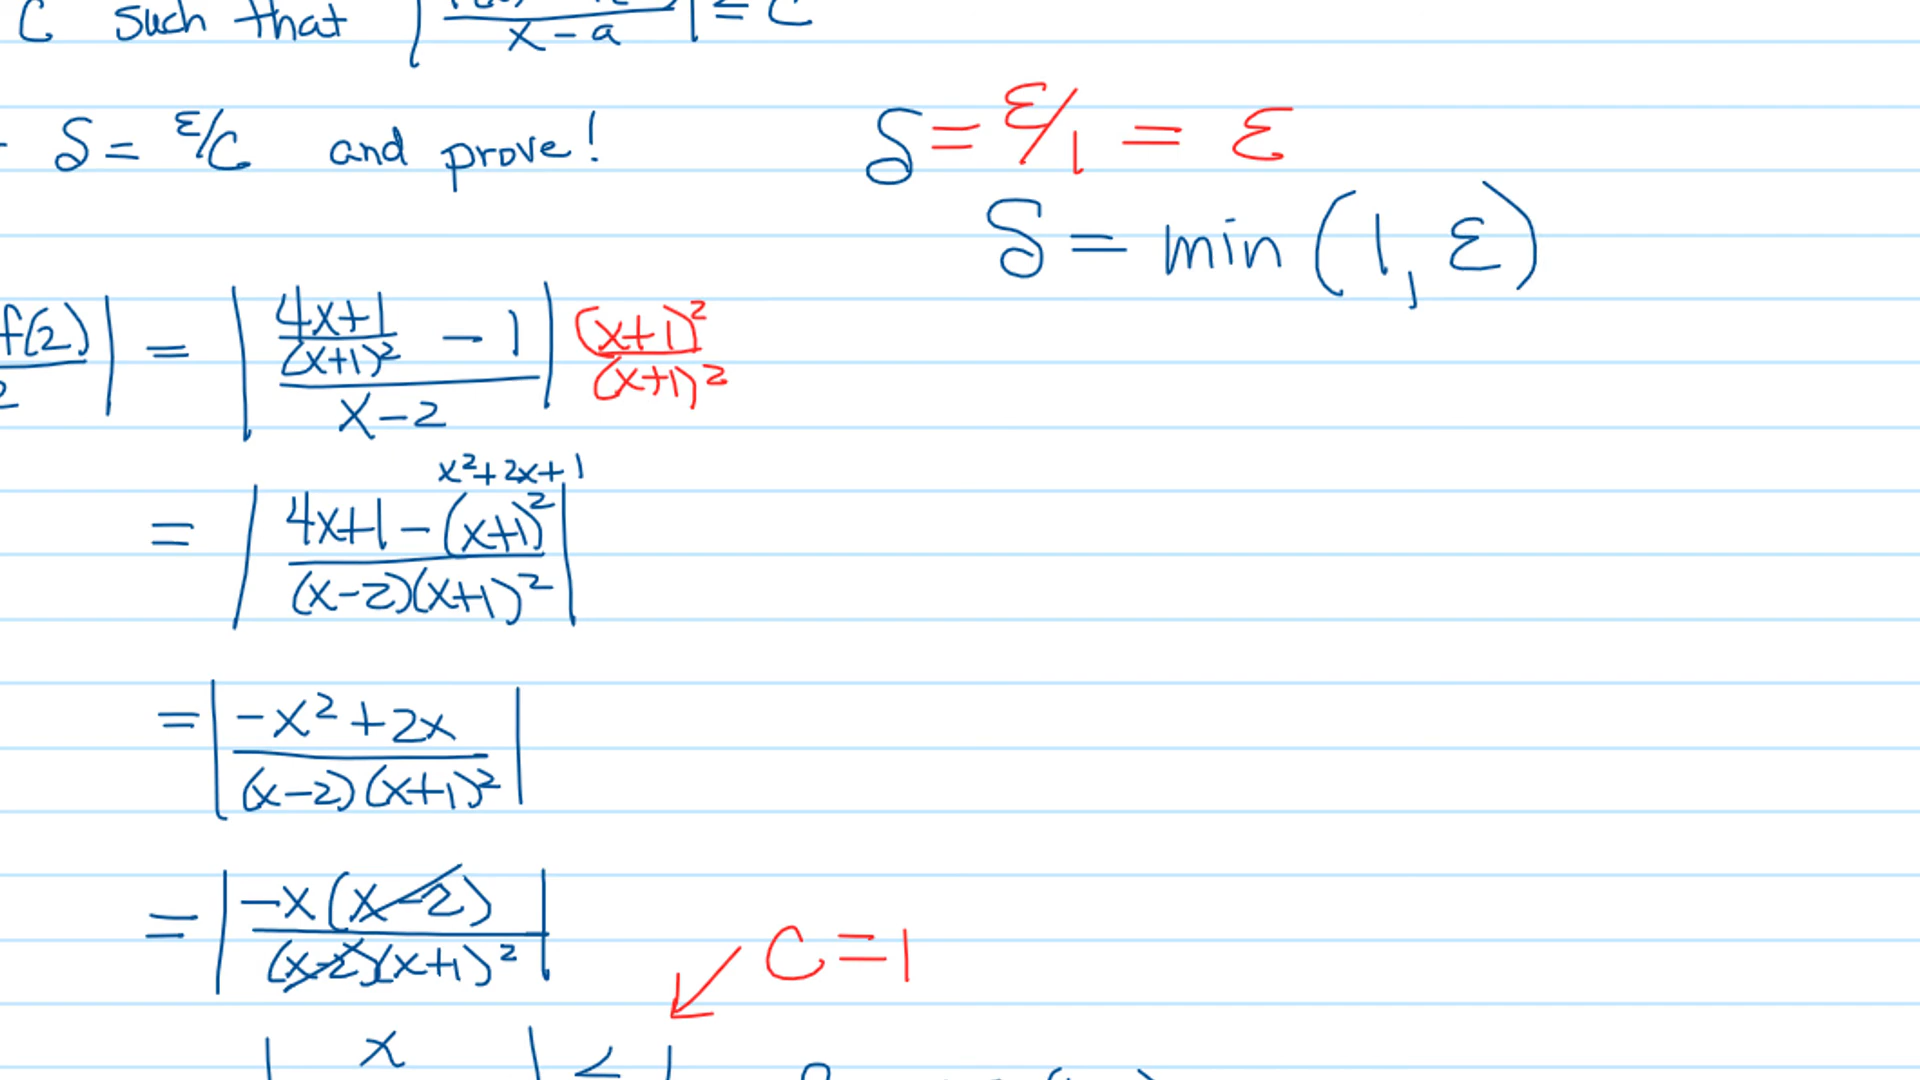 C such that | / x-a | ≤ C
δ = ε/C and prove!
δ = ε/1 = ε
δ = min (1, ε)
f(2) / 2 | = | ((4x+1)/(x+1)² - 1) / (x-2) | (x+1)²/(x+1)²
x²+2x+1
= | (4x+1-(x+1)²) / ((x-2)(x+1)²) |
= | (-x²+2x) / ((x-2)(x+1)²) |
= | (-x(x-2)) / ((x-2)(x+1)²) |
C = 1
| x | ≤ 1